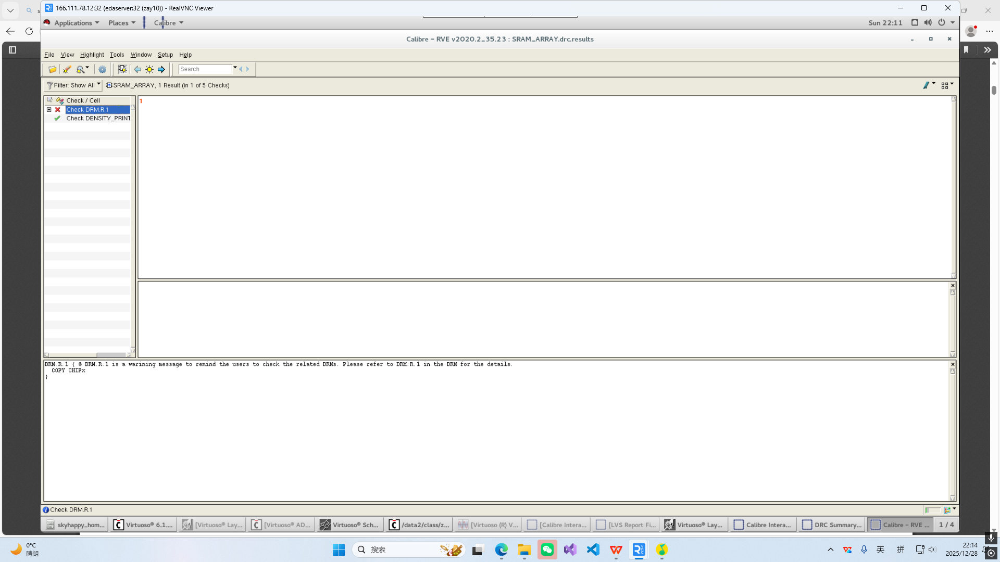 166.111.78.12:32 (edaserver:32 (zay10)) - RealVNC Viewer
Applications Places Calibre Sun 22:11
Calibre - RVE v2020.2_35.23 : SRAM_ARRAY.drc.results
File View Highlight Tools Window Setup Help
Search
Filter: Show All SRAM_ARRAY, 1 Result (in 1 of 5 Checks)
Check / Cell
1
Check DRM.R.1
Check DENSITY_PRINT
DRM.R.1 { @ DRM.R.1 is a warining message to remind the users to check the related DRMs. Please refer to DRM.R.1 in the DRM for the details.
COPY CHIPx
}
Check DRM.R.1
skyhappy_hom... Virtuoso® 6.1.... [Virtuoso® Lay... [Virtuoso® AD... Virtuoso® Sch... /data2/class/z... [Virtuoso (R) V... [Calibre Intera... [LVS Report Fi... Virtuoso® Lay... Calibre Intera... DRC Summary... Calibre - RVE ... 1 / 4
0°C
晴朗
搜索
英 拼
22:14
2025/12/28